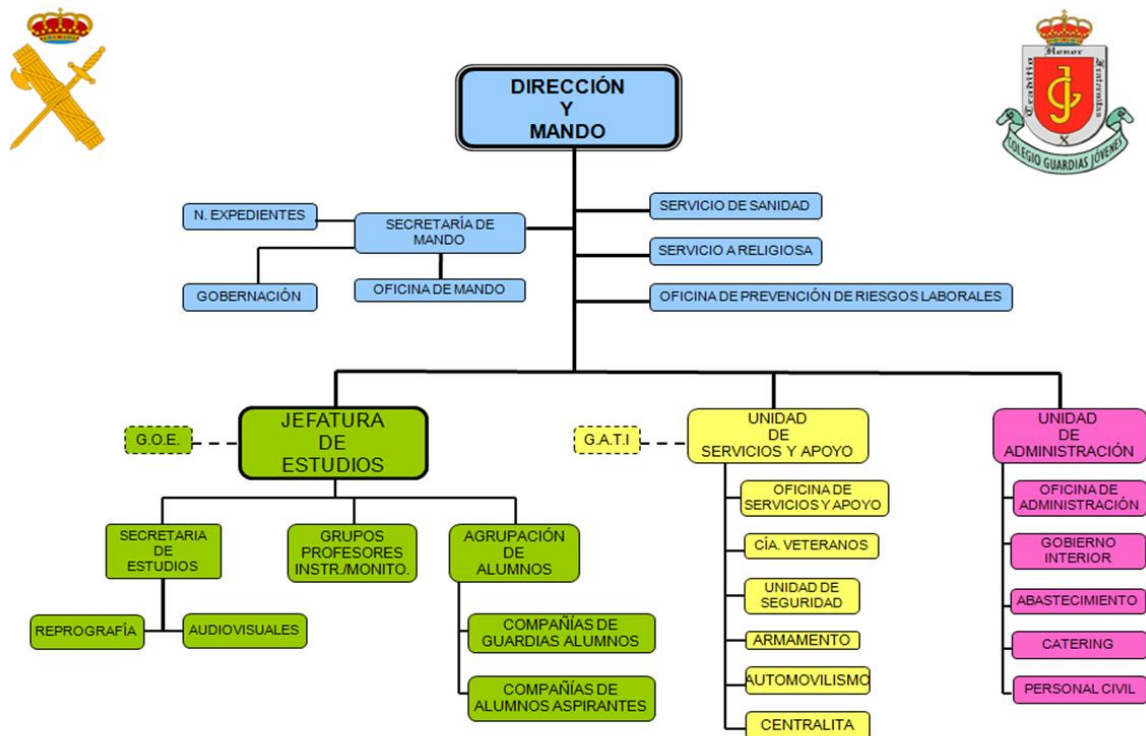 DIRECCIÓN
Y
MANDO
Traditio
Honor
Fraternitas
COLEGIO GUARDIAS JÓVENES
N. EXPEDIENTES
SECRETARÍA DE
MANDO
GOBERNACIÓN
OFICINA DE MANDO
SERVICIO DE SANIDAD
SERVICIO A RELIGIOSA
OFICINA DE PREVENCIÓN DE RIESGOS LABORALES
G.O.E.
JEFATURA
DE
ESTUDIOS
G.A.T.I
UNIDAD
DE
SERVICIOS Y APOYO
UNIDAD
DE
ADMINISTRACIÓN
SECRETARIA
DE
ESTUDIOS
GRUPOS
PROFESORES
INSTR./MONITO.
AGRUPACIÓN
DE
ALUMNOS
REPROGRAFÍA
AUDIOVISUALES
COMPAÑÍAS DE
GUARDIAS ALUMNOS
COMPAÑÍAS DE
ALUMNOS ASPIRANTES
OFICINA DE
SERVICIOS Y APOYO
CÍA. VETERANOS
UNIDAD DE
SEGURIDAD
ARMAMENTO
AUTOMOVILISMO
CENTRALITA
OFICINA DE
ADMINISTRACIÓN
GOBIERNO
INTERIOR
ABASTECIMIENTO
CATERING
PERSONAL CIVIL